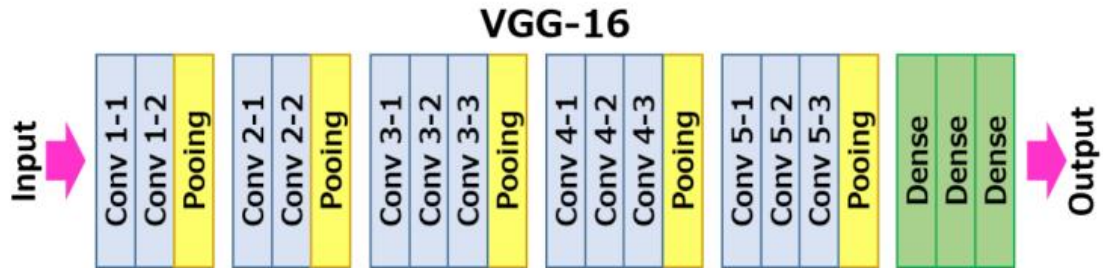 VGG-16
Input
Conv 1-1
Conv 1-2
Pooing
Conv 2-1
Conv 2-2
Pooing
Conv 3-1
Conv 3-2
Conv 3-3
Pooing
Conv 4-1
Conv 4-2
Conv 4-3
Pooing
Conv 5-1
Conv 5-2
Conv 5-3
Pooing
Dense
Dense
Dense
Output